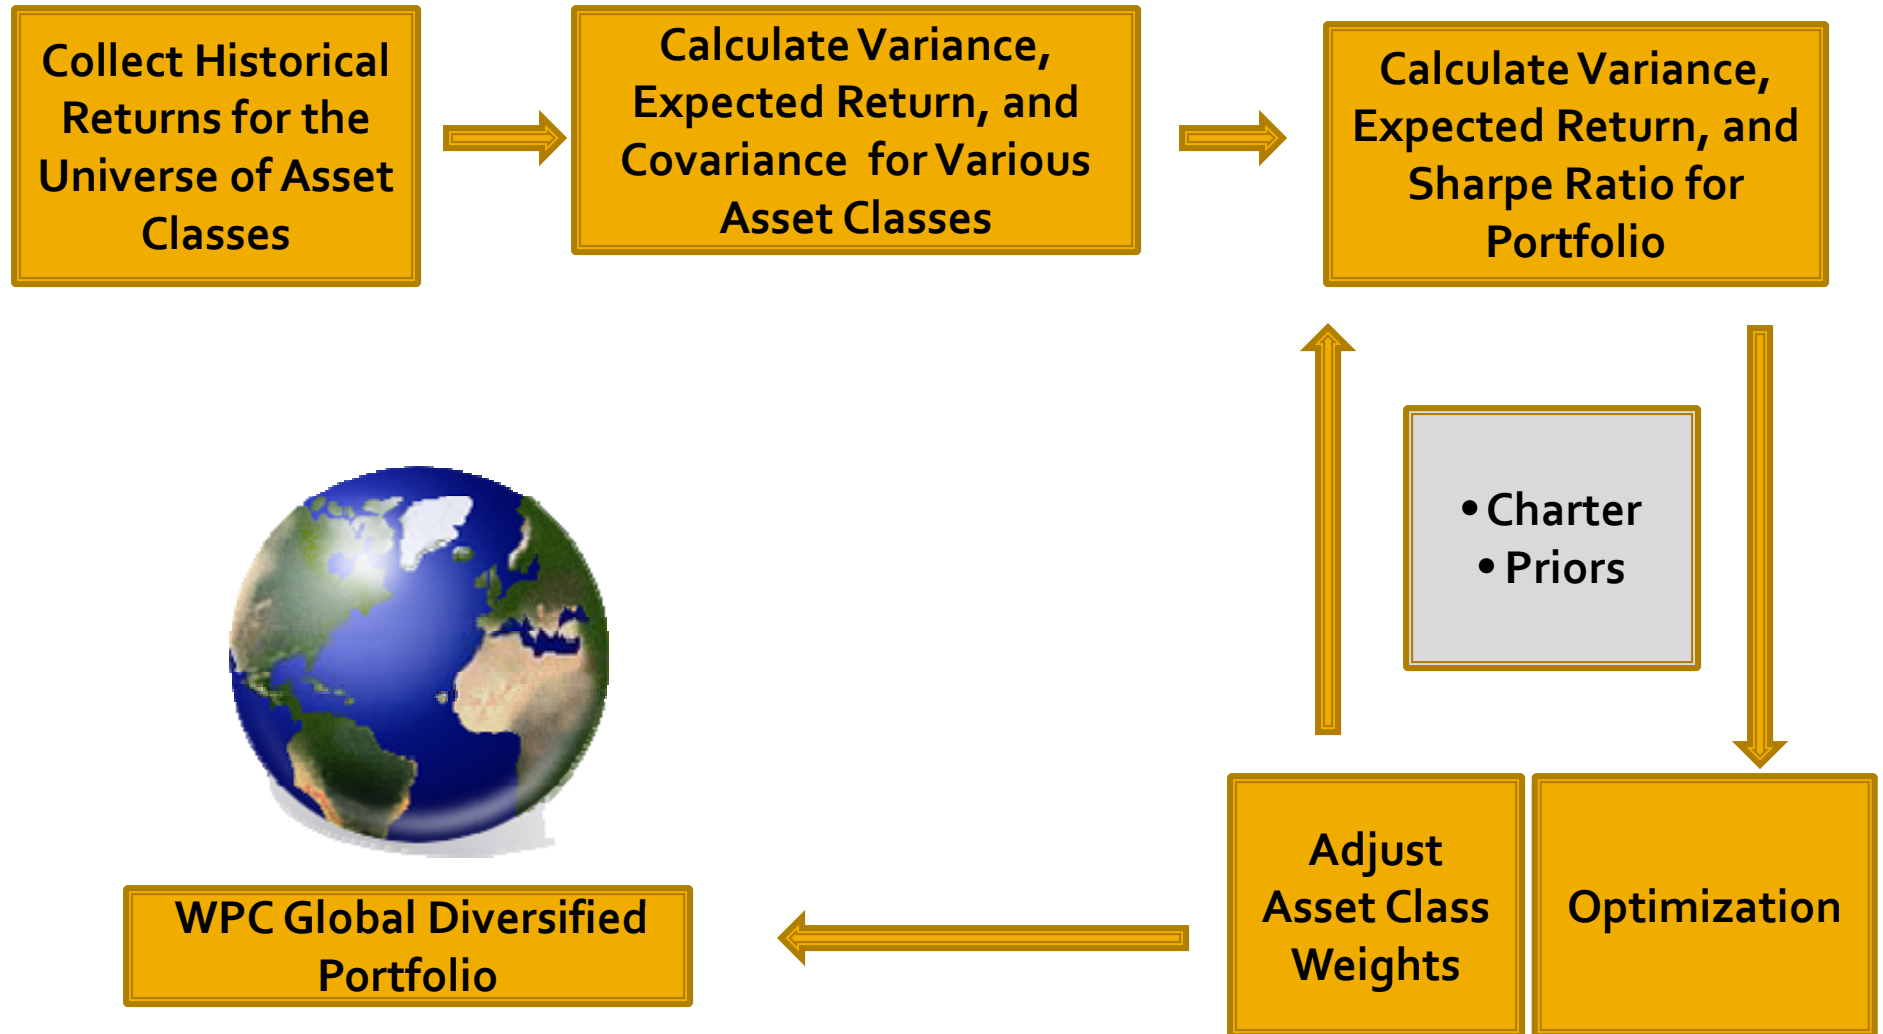 Collect Historical
Returns for the
Universe of Asset
Classes
Calculate Variance,
Expected Return, and
Covariance for Various
Asset Classes
Calculate Variance,
Expected Return, and
Sharpe Ratio for
Portfolio
• Charter
• Priors
Adjust
Asset Class
Weights
Optimization
WPC Global Diversified
Portfolio